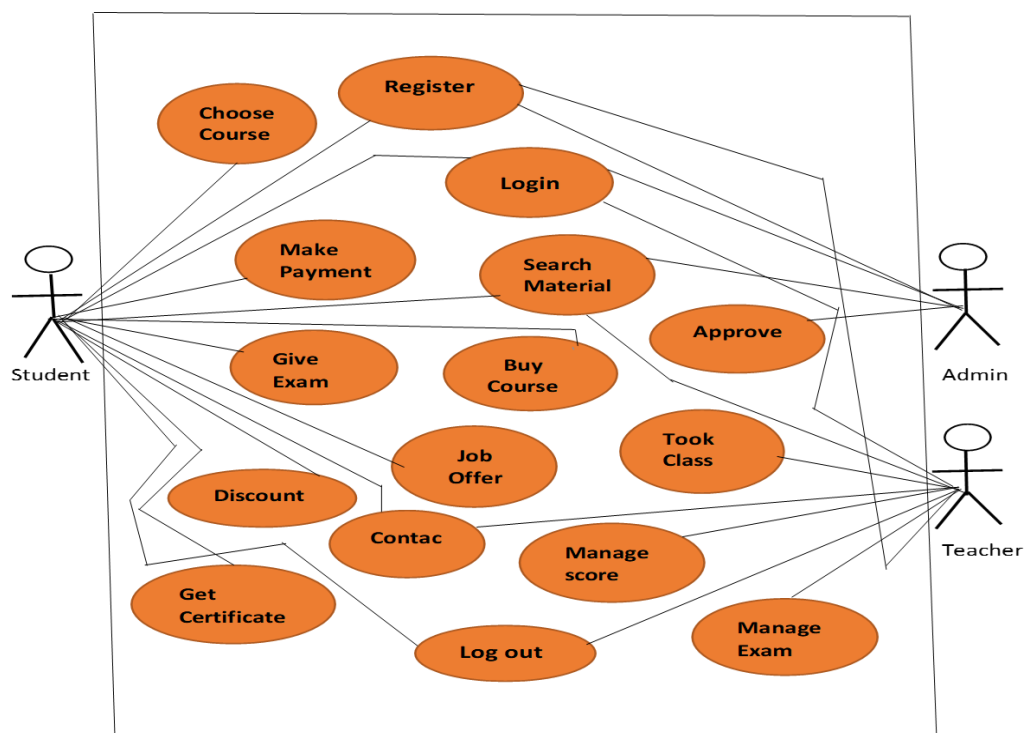 Register
Choose
Course
Login
Make
Payment
Search
Material
Approve
Give
Exam
Buy
Course
Student
Admin
Took
Class
Job
Offer
Discount
Contac
Manage
score
Teacher
Get
Certificate
Log out
Manage
Exam